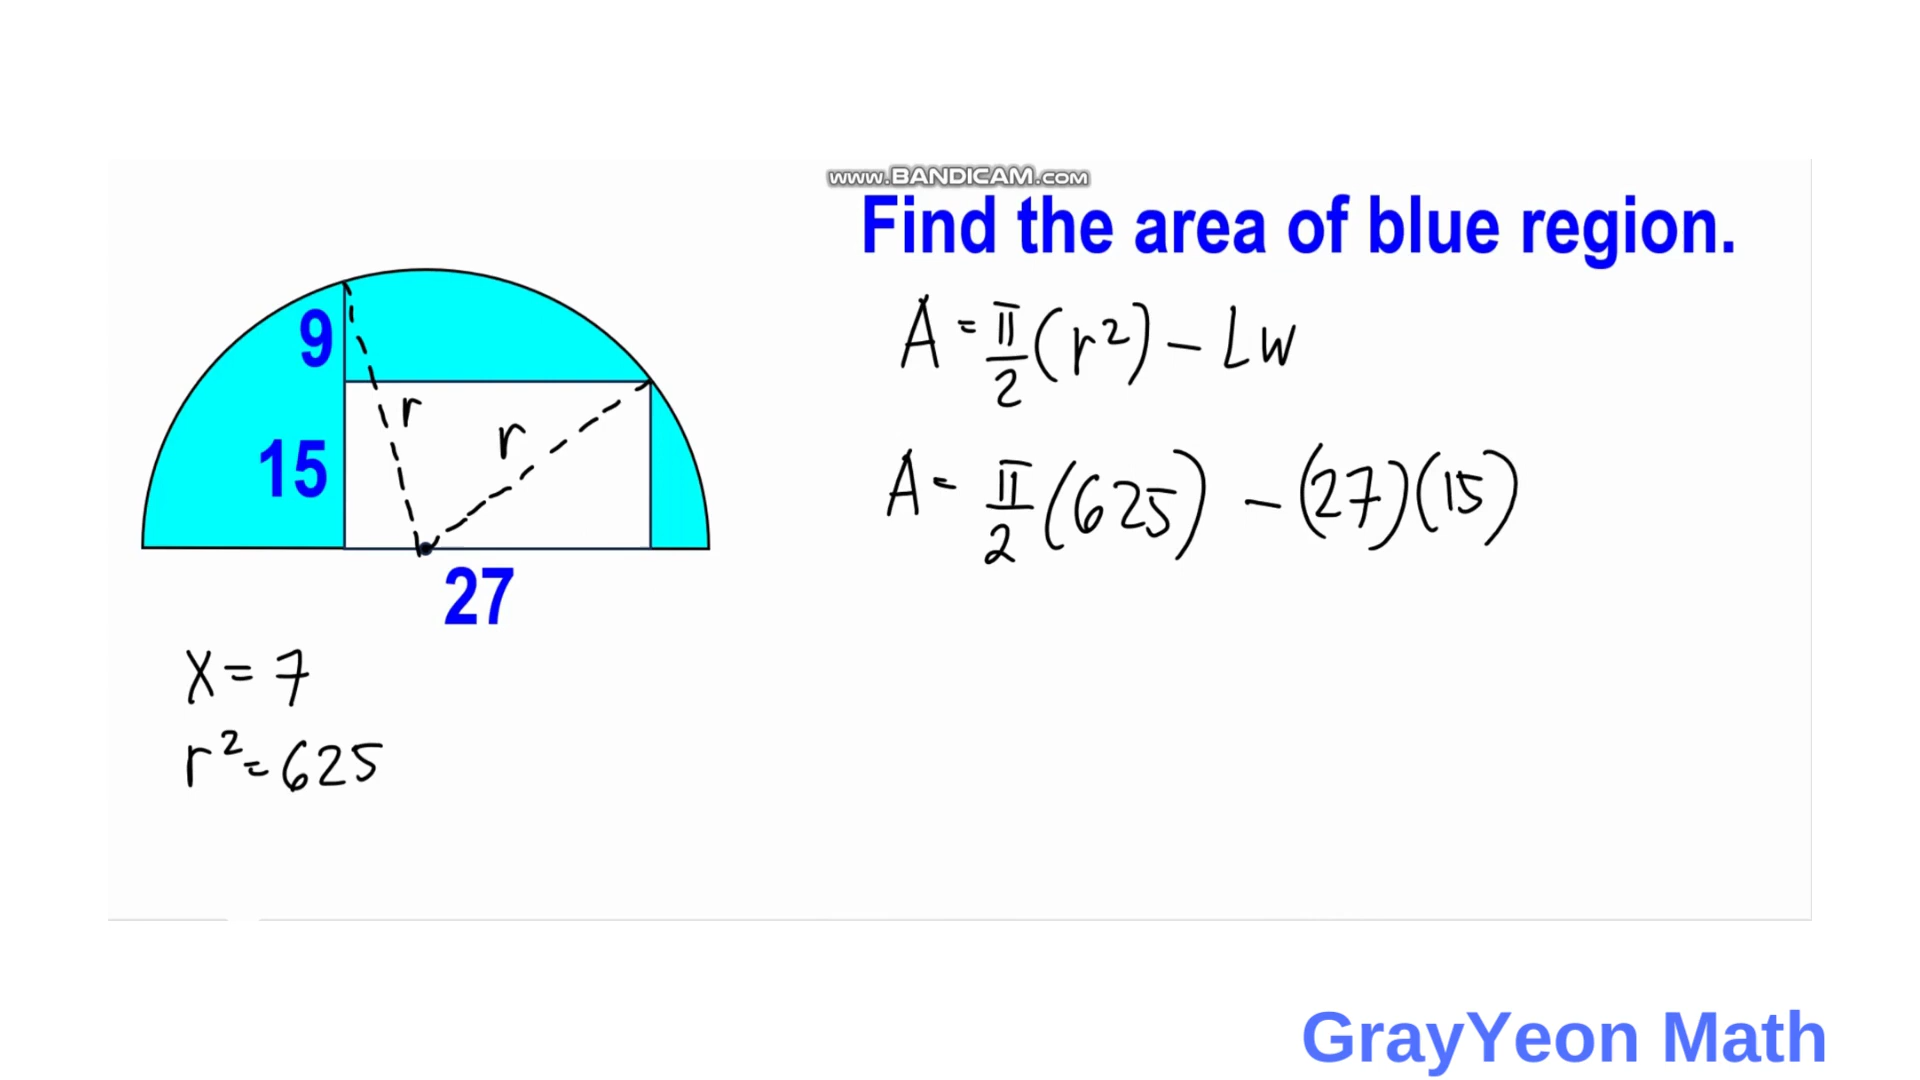 www.BANDICAM.com
Find the area of blue region.
9
15
r
r
27
x = 7
r² = 625
A = π/2 (r²) - Lw
A = π/2 (625) - (27)(15)
GrayYeon Math